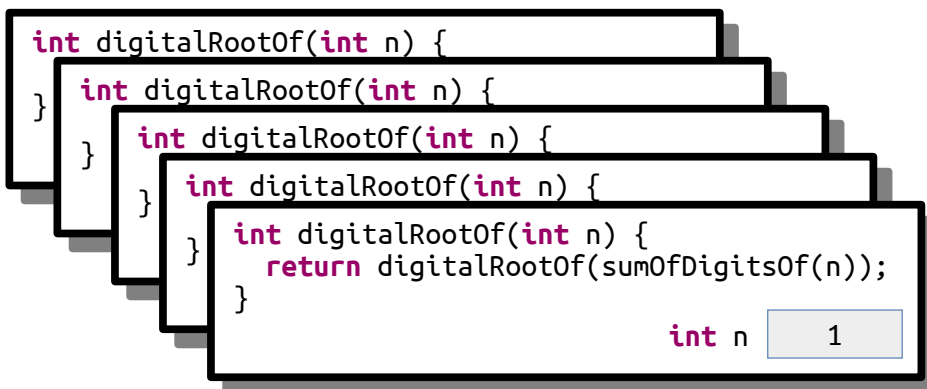 int digitalRootOf(int n) {
}
int digitalRootOf(int n) {
}
int digitalRootOf(int n) {
}
int digitalRootOf(int n) {
}
int digitalRootOf(int n) {
  return digitalRootOf(sumOfDigitsOf(n));
}
int n 1